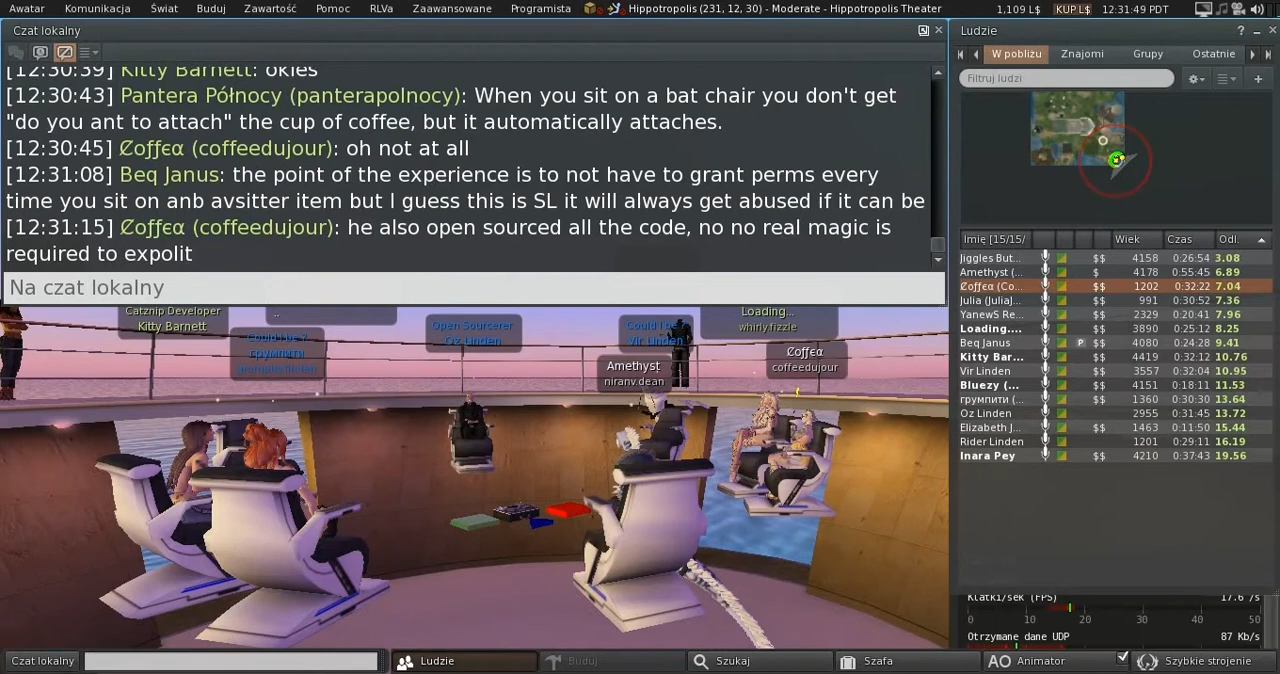 Awatar Komunikacja Świat Buduj Zawartość Pomoc RLVa Zaawansowane Programista Hippotropolis (231, 12, 30) - Moderate - Hippotropolis Theater 1,109 L$ KUP L$ 12:31:49 PDT
Czat lokalny
[12:30:39] Kitty Barnett: okies
[12:30:43] Pantera Północy (panterapolnocy): When you sit on a bat chair you don't get
"do you ant to attach" the cup of coffee, but it automatically attaches.
[12:30:45] Ȼσƒƒєα (coffeedujour): oh not at all
[12:31:08] Beq Janus: the point of the experience is to not have to grant perms every
time you sit on anb avsitter item but I guess this is SL it will always get abused if it can be
[12:31:15] Ȼσƒƒєα (coffeedujour): he also open sourced all the code, no no real magic is
required to expolit
Na czat lokalny
Catznip Developer
Kitty Barnett
..
Could I be ?
грумпити
Open Sourcerer
Oz Linden
Could I be ?
Vir Linden
Loading...
whirly.fizzle
Amethyst
niranv.dean
Ȼσƒƒєα
coffeedujour
Ludzie
W pobliżu Znajomi Grupy Ostatnie
Filtruj ludzi
Imię [15/15/ Wiek Czas Odl.
Jiggles But... $$ 4158 0:26:54 3.08
Amethyst (... $ 4178 0:55:45 6.89
Ȼσƒƒєα (Co... $$ 1202 0:32:22 7.04
Julia (JuliaJ... $$ 991 0:30:52 7.36
YanewS Re... $$ 2329 0:20:41 7.96
Loading.... $$ 3890 0:25:12 8.25
Beq Janus P $$ 4080 0:24:28 9.41
Kitty Bar... $$ 4419 0:32:12 10.76
Vir Linden $$ 3557 0:32:04 10.95
Bluezy (... $$ 4151 0:18:11 11.53
грумпити (... $$ 1360 0:30:30 13.64
Oz Linden 2955 0:31:45 13.72
Elizabeth J... $$ 1463 0:11:50 15.44
Rider Linden 1201 0:29:11 16.19
Inara Pey $$ 4210 0:37:43 19.56
Klatki/sek (FPS) 17.6 /s
0 10 20 30 40 50
Otrzymane dane UDP 87 Kb/s
Czat lokalny Ludzie Buduj Szukaj Szafa AO Animator Szybkie strojenie